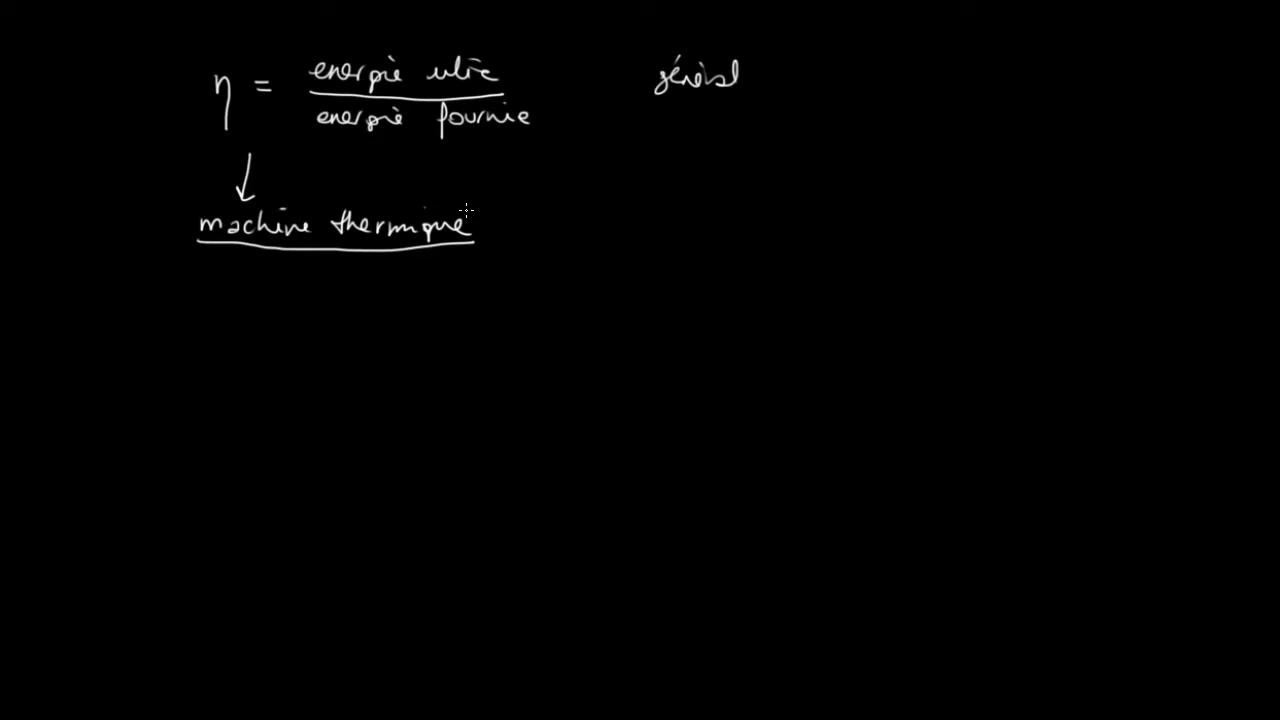 η = energie utile général
energie fournie
↓
machine thermique